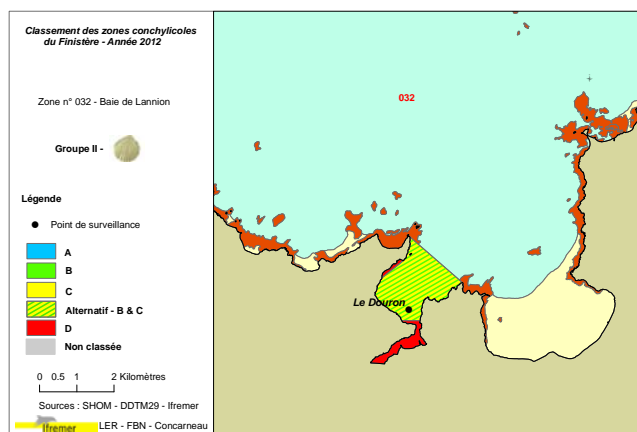 Classement des zones conchylicoles
du Finistère - Année 2012
Zone n° 032 - Baie de Lannion
Groupe II -
Légende
Point de surveillance
A
B
C
Alternatif - B & C
D
Non classée
0 0.5 1 2 Kilomètres
Sources : SHOM - DDTM29 - Ifremer
Ifremer LER - FBN - Concarneau
032
Le Douron